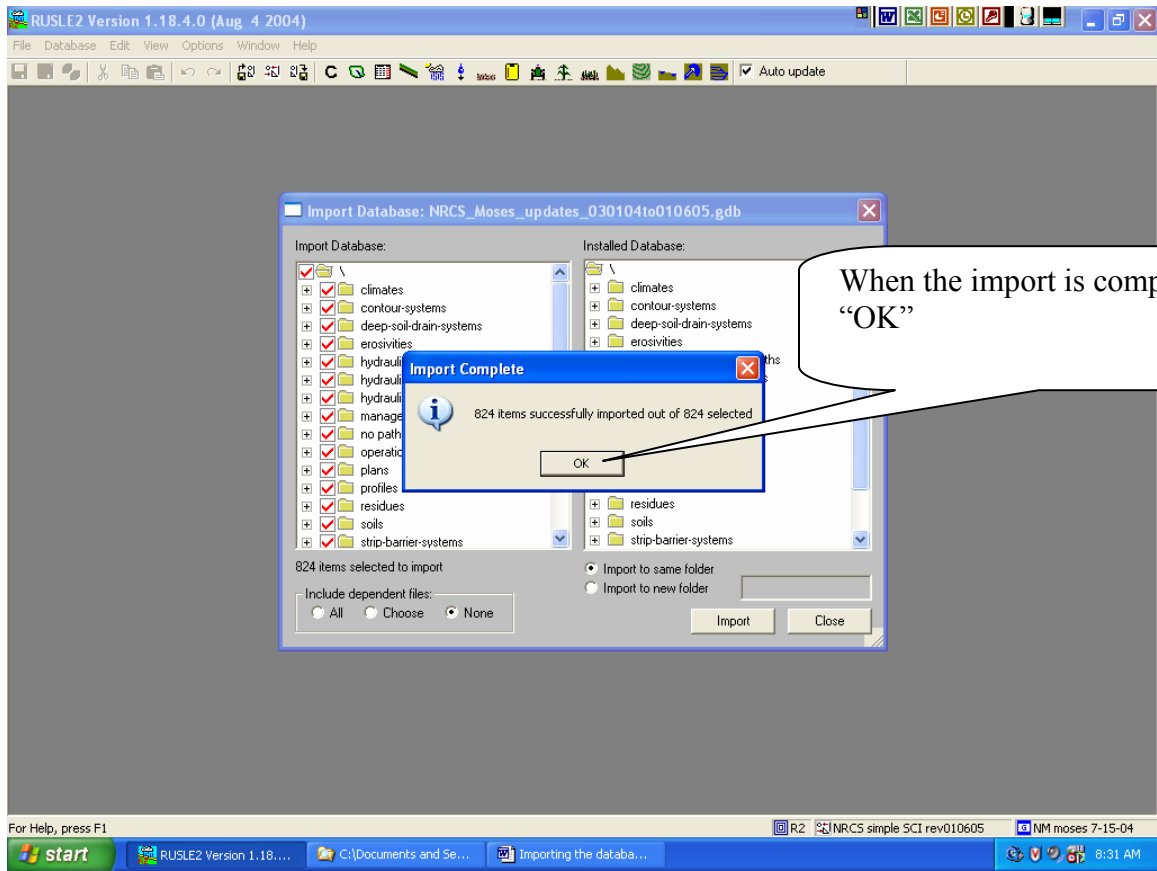 RUSLE2 Version 1.18.4.0 (Aug 4 2004)
File Database Edit View Options Window Help
Auto update
Import Database: NRCS_Moses_updates_030104to010605.gdb
Import Database:
\
climates
contour-systems
deep-soil-drain-systems
erosivities
hydrauli
hydrauli
hydrauli
manage
no path
operatio
plans
profiles
residues
soils
strip-barrier-systems
Installed Database:
\
climates
contour-systems
deep-soil-drain-systems
erosivities
ths
s
residues
soils
strip-barrier-systems
Import Complete
824 items successfully imported out of 824 selected
OK
When the import is comp
“OK”
824 items selected to import
Include dependent files:
All Choose None
Import to same folder
Import to new folder
Import Close
For Help, press F1
R2 NRCS simple SCI rev010605 NM moses 7-15-04
start RUSLE2 Version 1.18.... C:\Documents and Se... Importing the databa... 8:31 AM